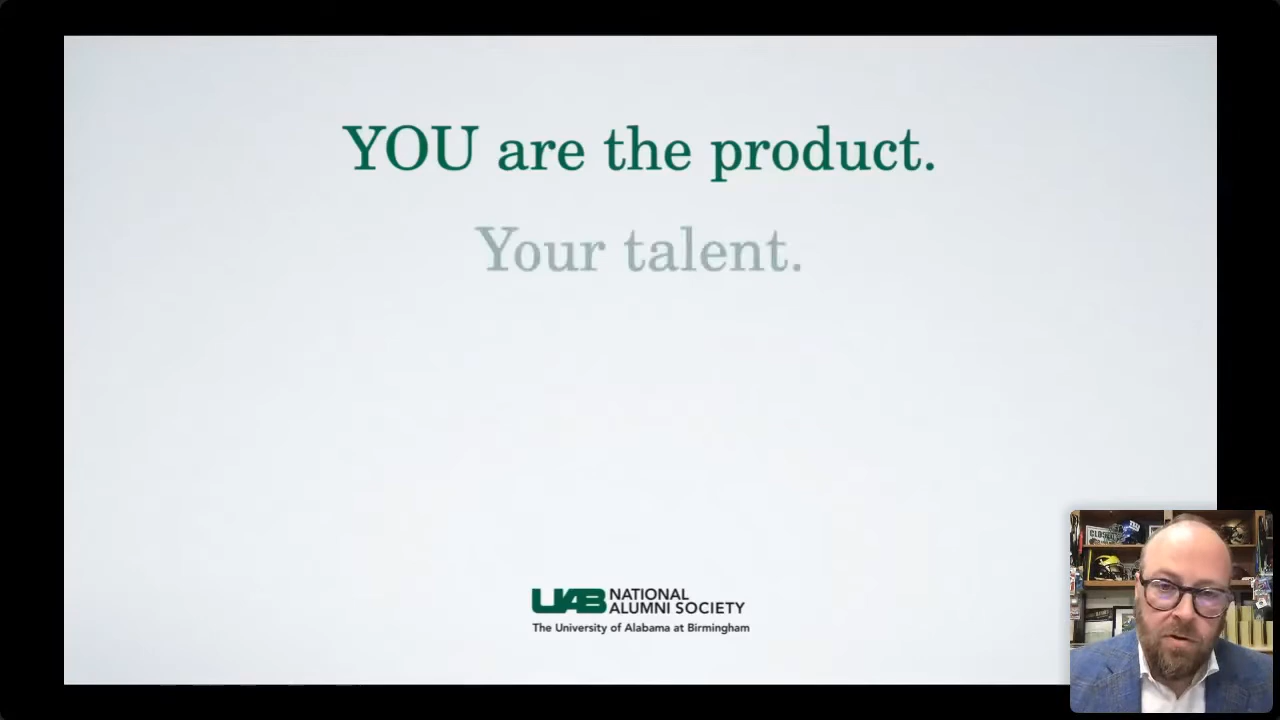 YOU are the product.
Your talent.
UAB NATIONAL
ALUMNI SOCIETY
The University of Alabama at Birmingham